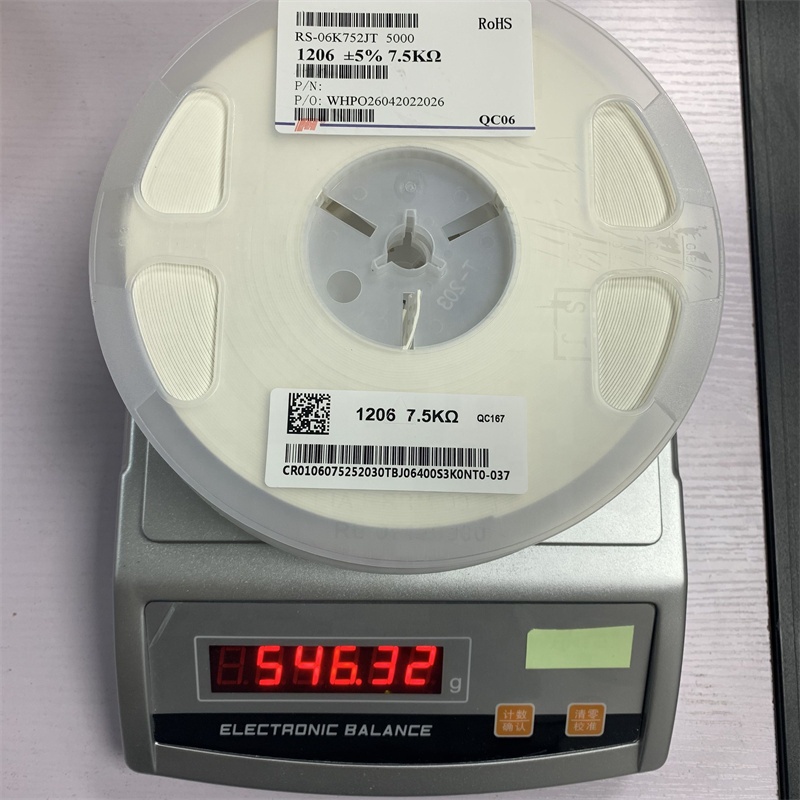 RoHS
RS-06K752JT 5000
1206 ±5% 7.5KΩ
P/N:
P/O: WHPO26042022026
QC06
T-203
1206 7.5KΩ QC167
CR0106075252030TBJ06400S3K0NT0-037
546.32 g
ELECTRONIC BALANCE
计数
确认
清零
校准